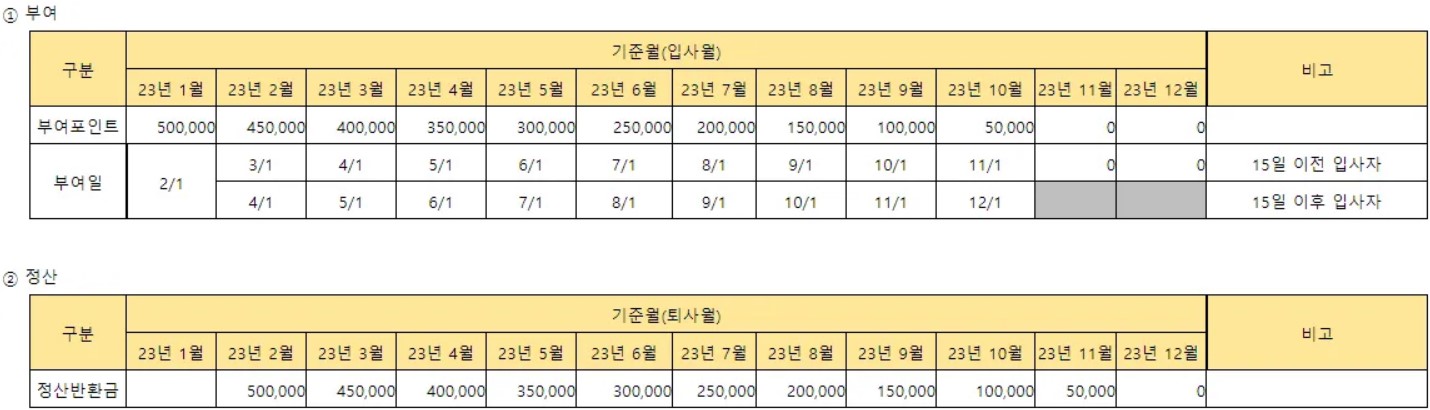 ① 부여
구분 기준월(입사월) 비고
23년 1월 23년 2월 23년 3월 23년 4월 23년 5월 23년 6월 23년 7월 23년 8월 23년 9월 23년 10월 23년 11월 23년 12월
부여포인트 500,000 450,000 400,000 350,000 300,000 250,000 200,000 150,000 100,000 50,000 0 0
부여일 2/1 3/1 4/1 5/1 6/1 7/1 8/1 9/1 10/1 11/1 0 0 15일 이전 입사자
4/1 5/1 6/1 7/1 8/1 9/1 10/1 11/1 12/1 15일 이후 입사자
② 정산
구분 기준월(퇴사월) 비고
23년 1월 23년 2월 23년 3월 23년 4월 23년 5월 23년 6월 23년 7월 23년 8월 23년 9월 23년 10월 23년 11월 23년 12월
정산반환금 500,000 450,000 400,000 350,000 300,000 250,000 200,000 150,000 100,000 50,000 0